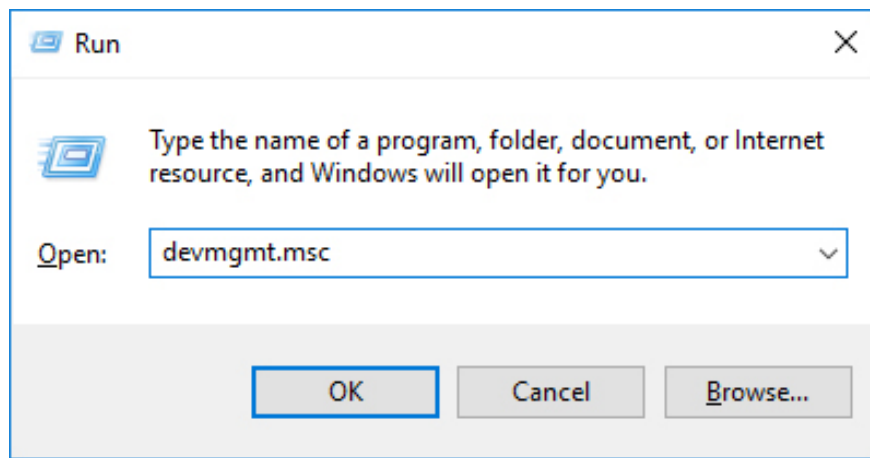 Run
Type the name of a program, folder, document, or Internet
resource, and Windows will open it for you.
Open: devmgmt.msc
OK Cancel Browse...